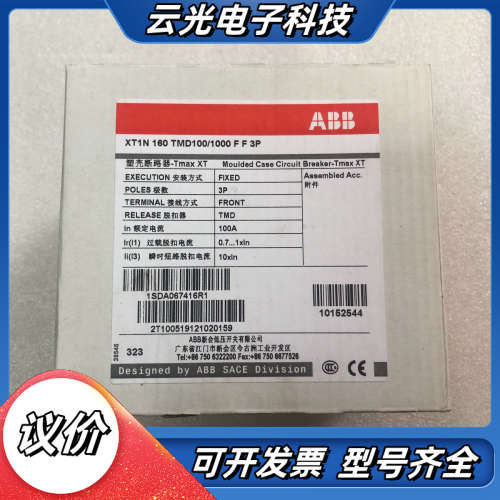 云光电子科技
ABB
XT1N 160 TMD100/1000 F F 3P
塑壳断路器-Tmax XT Moulded Case Circuit Breaker-Tmax XT
EXECUTION 安装方式 FIXED Assembled Acc.
附件
POLES 极数 3P
TERMINAL 接线方式 FRONT
RELEASE 脱扣器 TMD
In 额定电流 100A
Ir(I1) 过载脱扣电流 0.7...1xIn
Ii(I3) 瞬时短路脱扣电流 10xIn
1SDA067416R1
10152544
2T100519121020159
39545
323
ABB新会低压开关有限公司
广东省江门市新会区今古洲工业开发区
Tel:+86 750 6322200 Fax:+86 750 6677526
Designed by ABB SACE Division
CCC
CE
议价
可开发票 型号齐全